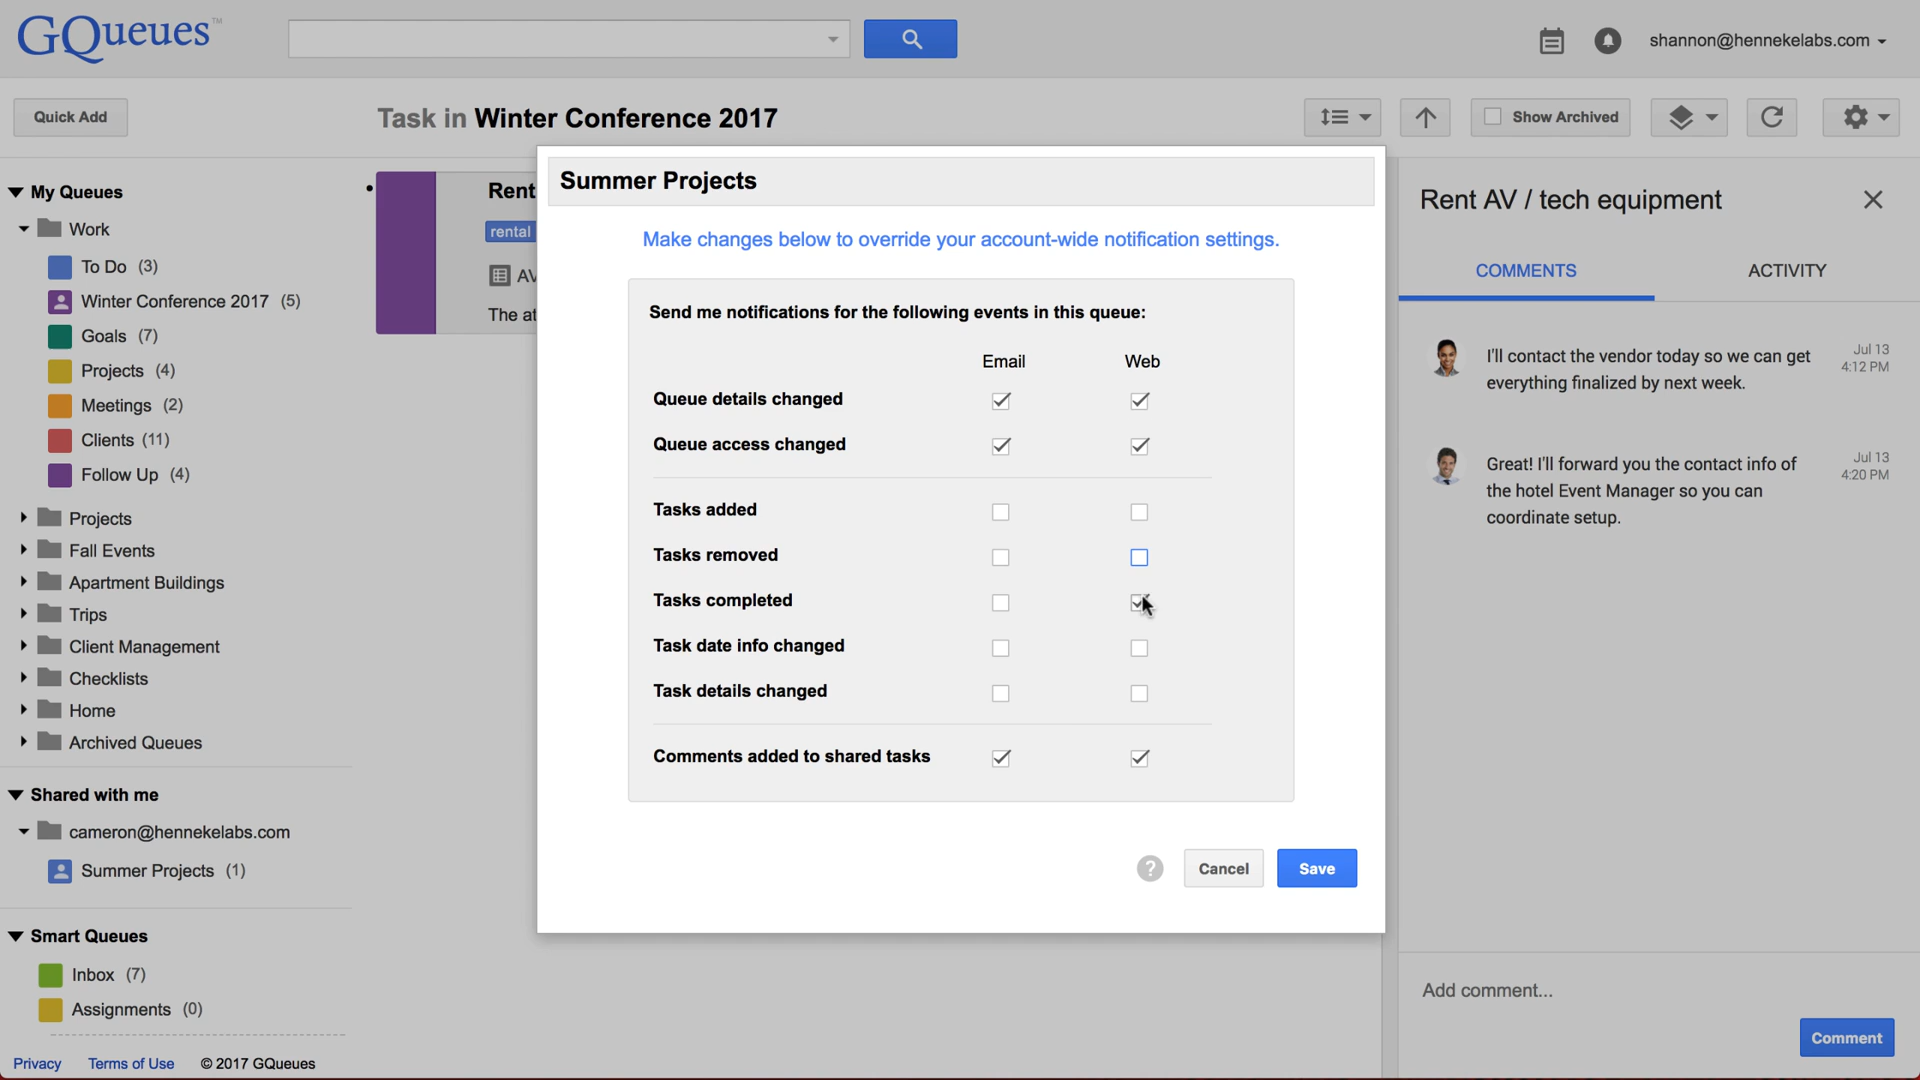 GQueues™
shannon@hennekelabs.com
Quick Add
Task in Winter Conference 2017
Show Archived
My Queues
Work
To Do (3)
Winter Conference 2017 (5)
Goals (7)
Projects (4)
Meetings (2)
Clients (11)
Follow Up (4)
Projects
Fall Events
Apartment Buildings
Trips
Client Management
Checklists
Home
Archived Queues
Shared with me
cameron@hennekelabs.com
Summer Projects (1)
Smart Queues
Inbox (7)
Assignments (0)
Privacy Terms of Use © 2017 GQueues
Rent
rental
AV
The at
Summer Projects
Make changes below to override your account-wide notification settings.
Send me notifications for the following events in this queue:
Email Web
Queue details changed
Queue access changed
Tasks added
Tasks removed
Tasks completed
Task date info changed
Task details changed
Comments added to shared tasks
? Cancel Save
Rent AV / tech equipment
COMMENTS ACTIVITY
I'll contact the vendor today so we can get
everything finalized by next week.
Jul 13
4:12 PM
Great! I'll forward you the contact info of
the hotel Event Manager so you can
coordinate setup.
Jul 13
4:20 PM
Add comment...
Comment